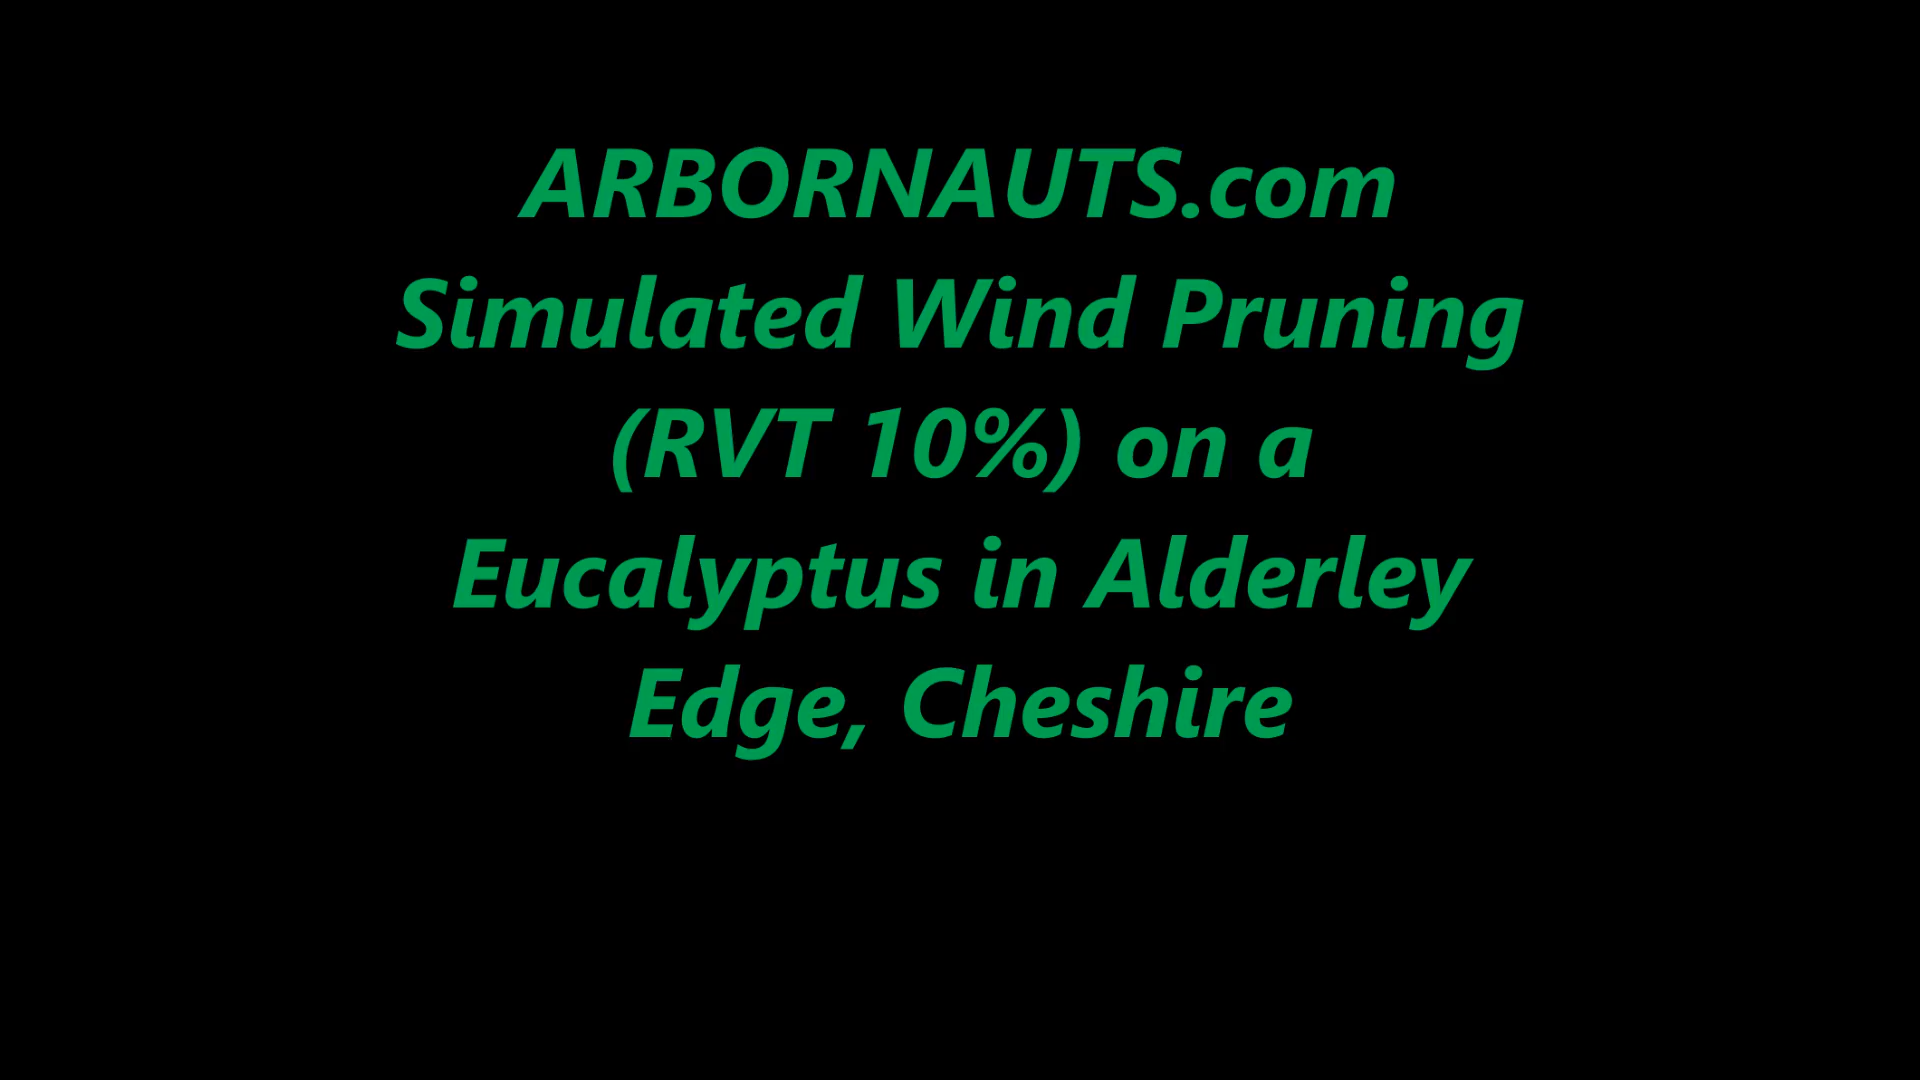 ARBORNAUTS.com
Simulated Wind Pruning
(RVT 10%) on a
Eucalyptus in Alderley
Edge, Cheshire